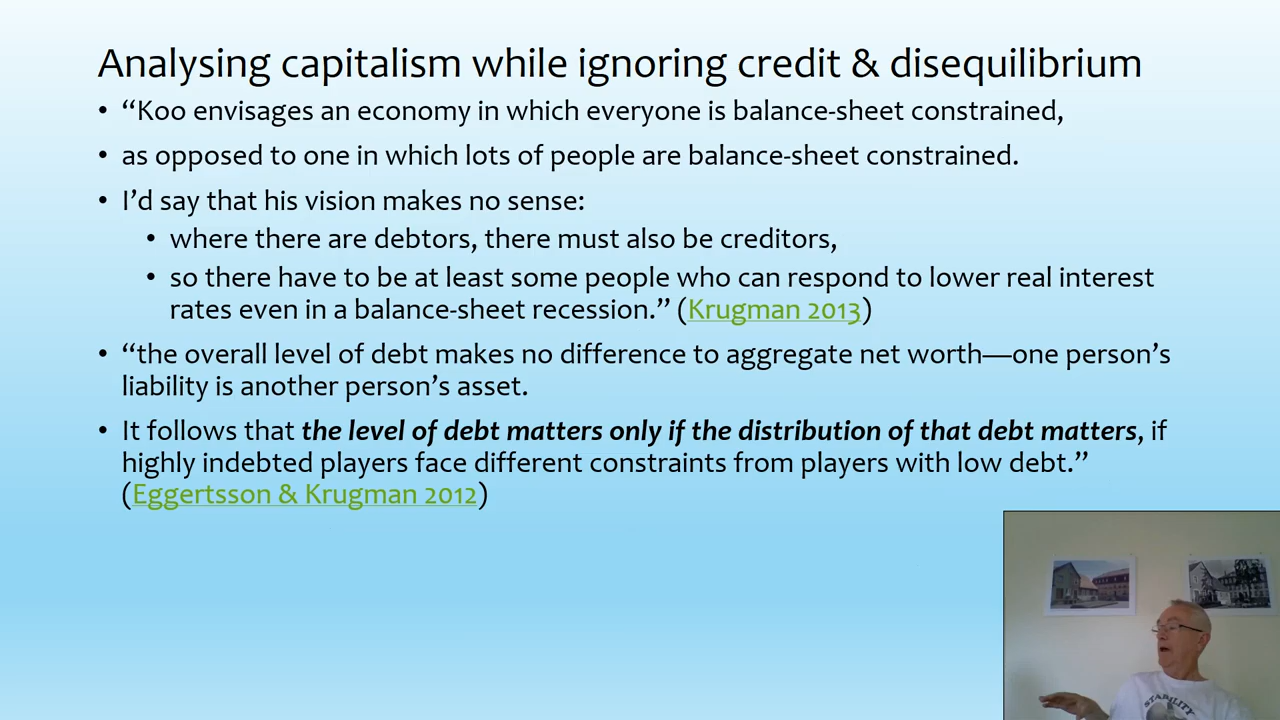 Analysing capitalism while ignoring credit & disequilibrium
• “Koo envisages an economy in which everyone is balance-sheet constrained,
• as opposed to one in which lots of people are balance-sheet constrained.
• I’d say that his vision makes no sense:
• where there are debtors, there must also be creditors,
• so there have to be at least some people who can respond to lower real interest
rates even in a balance-sheet recession.” (Krugman 2013)
• “the overall level of debt makes no difference to aggregate net worth—one person’s
liability is another person’s asset.
• It follows that the level of debt matters only if the distribution of that debt matters, if
highly indebted players face different constraints from players with low debt.”
(Eggertsson & Krugman 2012)
STABILITY